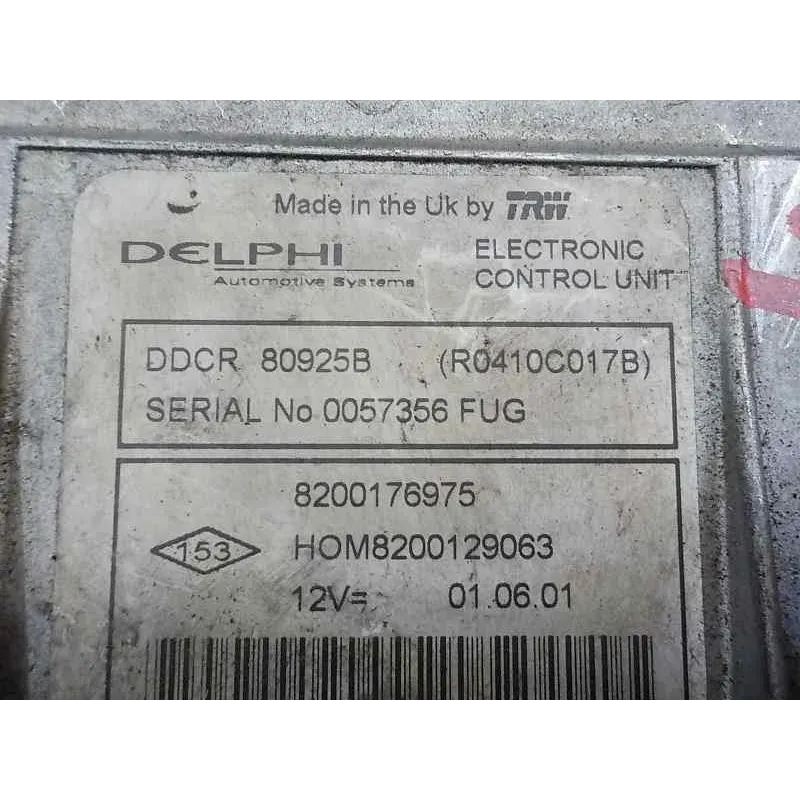 Made in the Uk by TRW
DELPHI
Automotive Systems
ELECTRONIC
CONTROL UNIT
DDCR 80925B (R0410C017B)
SERIAL No 0057356 FUG
8200176975
153 HOM8200129063
12V= 01.06.01